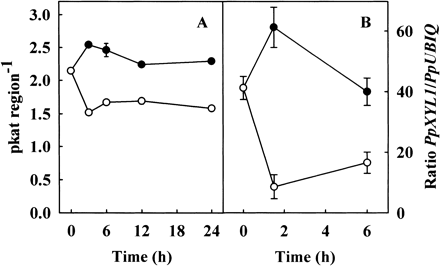 A
B
pkat region⁻¹
3.0
2.5
2.0
1.5
1.0
0.5
0.0
0 6 12 18 24
Time (h)
0 2 4 6
Time (h)
60
40
20
0
Ratio PpXYL1/PpUBIQ